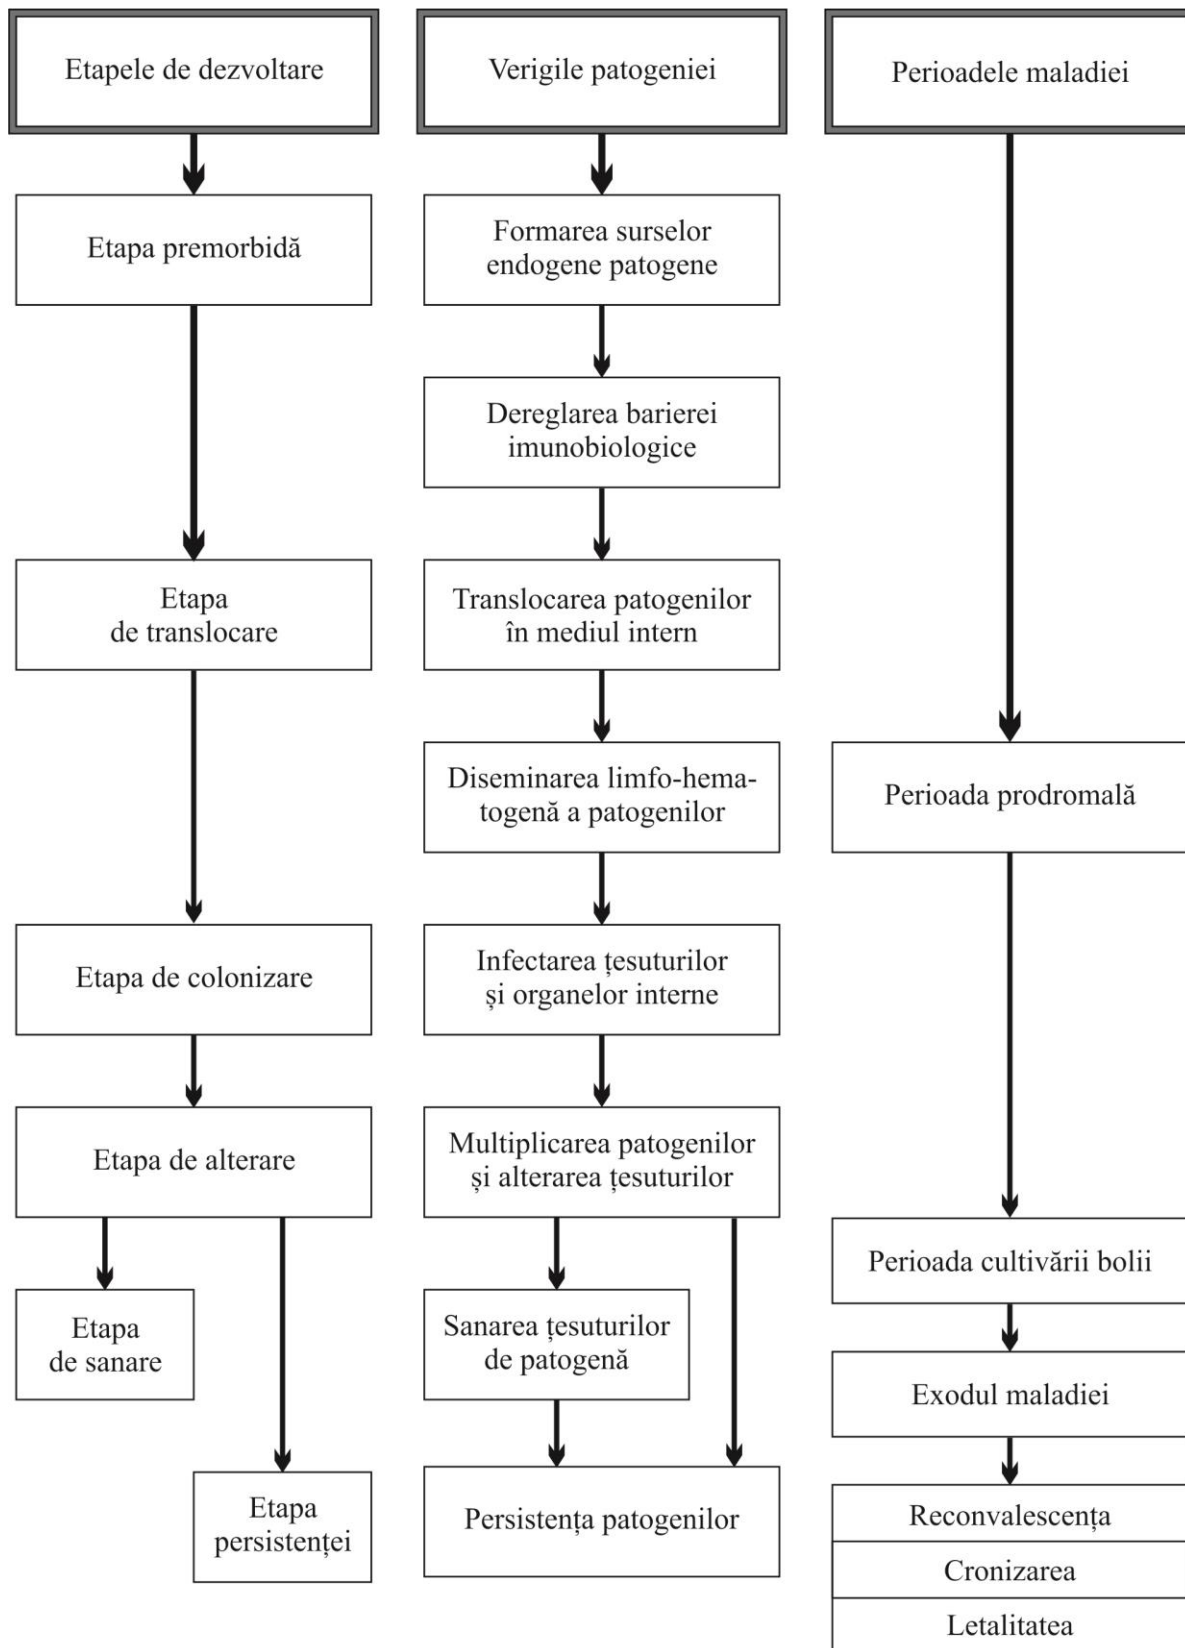 Etapele de dezvoltare
Verigile patogeniei
Perioadele maladiei
Etapa premorbidă
Formarea surselor
endogene patogene
Dereglarea barierei
imunobiologice
Etapa
de translocare
Translocarea patogenilor
în mediul intern
Diseminarea limfo-hema-
togenă a patogenilor
Perioada prodromală
Etapa de colonizare
Infectarea țesuturilor
și organelor interne
Etapa de alterare
Multiplicarea patogenilor
și alterarea țesuturilor
Perioada cultivării bolii
Etapa
de sanare
Sanarea țesuturilor
de patogenă
Exodul maladiei
Etapa
persistenței
Persistența patogenilor
Reconvalescența
Cronizarea
Letalitatea